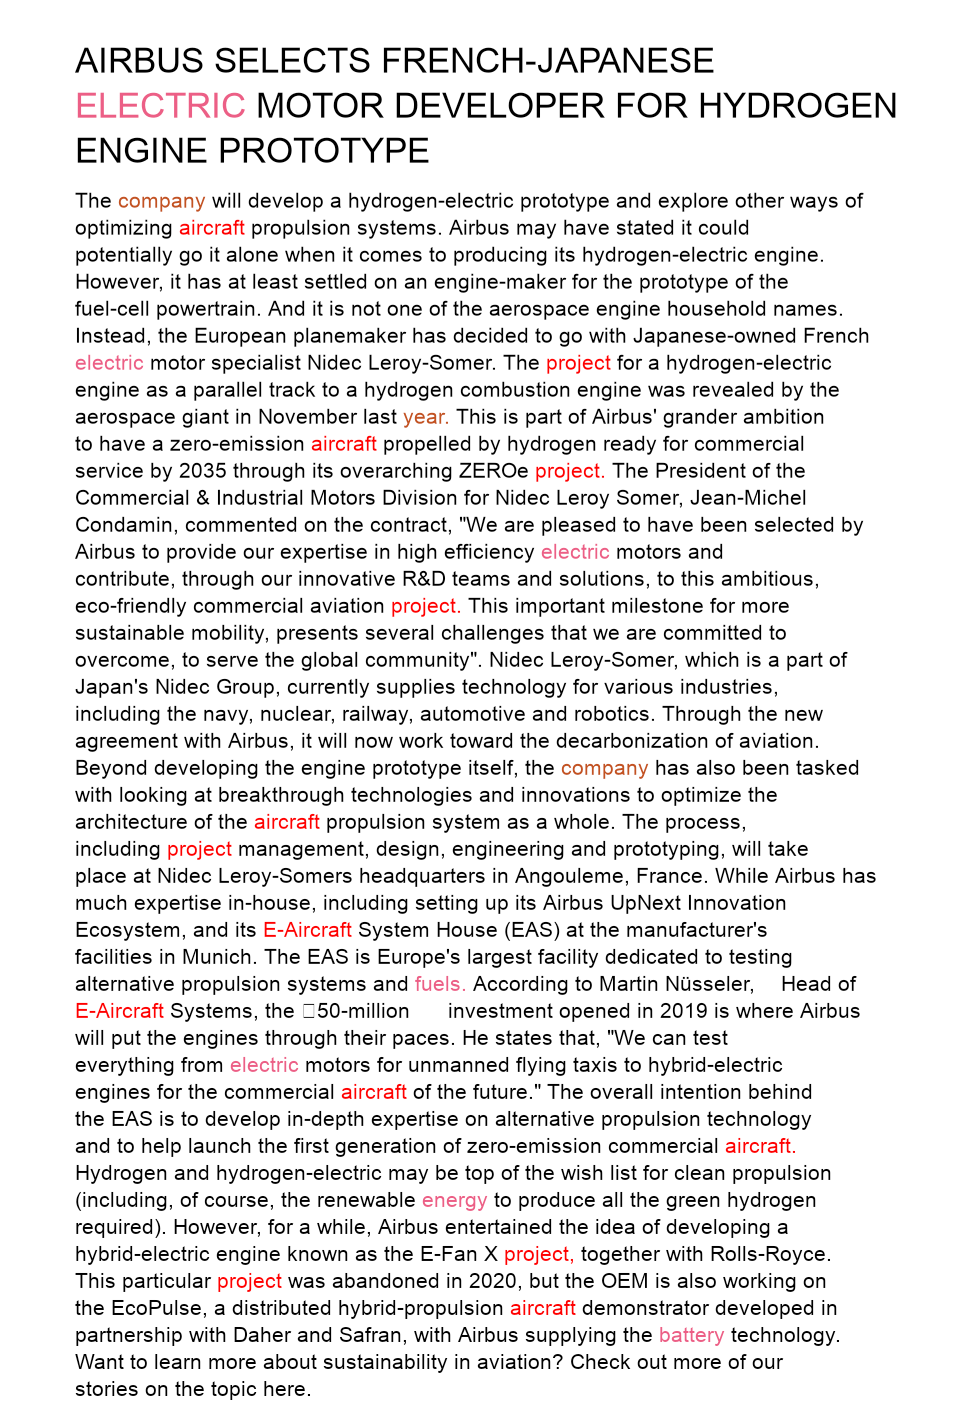 AIRBUS SELECTS FRENCH-JAPANESE
ELECTRIC MOTOR DEVELOPER FOR HYDROGEN
ENGINE PROTOTYPE
The company will develop a hydrogen-electric prototype and explore other ways of
optimizing aircraft propulsion systems. Airbus may have stated it could
potentially go it alone when it comes to producing its hydrogen-electric engine.
However, it has at least settled on an engine-maker for the prototype of the
fuel-cell powertrain. And it is not one of the aerospace engine household names.
Instead, the European planemaker has decided to go with Japanese-owned French
electric motor specialist Nidec Leroy-Somer. The project for a hydrogen-electric
engine as a parallel track to a hydrogen combustion engine was revealed by the
aerospace giant in November last year. This is part of Airbus' grander ambition
to have a zero-emission aircraft propelled by hydrogen ready for commercial
service by 2035 through its overarching ZEROe project. The President of the
Commercial & Industrial Motors Division for Nidec Leroy Somer, Jean-Michel
Condamin, commented on the contract, "We are pleased to have been selected by
Airbus to provide our expertise in high efficiency electric motors and
contribute, through our innovative R&D teams and solutions, to this ambitious,
eco-friendly commercial aviation project. This important milestone for more
sustainable mobility, presents several challenges that we are committed to
overcome, to serve the global community". Nidec Leroy-Somer, which is a part of
Japan's Nidec Group, currently supplies technology for various industries,
including the navy, nuclear, railway, automotive and robotics. Through the new
agreement with Airbus, it will now work toward the decarbonization of aviation.
Beyond developing the engine prototype itself, the company has also been tasked
with looking at breakthrough technologies and innovations to optimize the
architecture of the aircraft propulsion system as a whole. The process,
including project management, design, engineering and prototyping, will take
place at Nidec Leroy-Somers headquarters in Angouleme, France. While Airbus has
much expertise in-house, including setting up its Airbus UpNext Innovation
Ecosystem, and its E-Aircraft System House (EAS) at the manufacturer's
facilities in Munich. The EAS is Europe's largest facility dedicated to testing
alternative propulsion systems and fuels. According to Martin Nüsseler, Head of
E-Aircraft Systems, the 50-million investment opened in 2019 is where Airbus
will put the engines through their paces. He states that, "We can test
everything from electric motors for unmanned flying taxis to hybrid-electric
engines for the commercial aircraft of the future." The overall intention behind
the EAS is to develop in-depth expertise on alternative propulsion technology
and to help launch the first generation of zero-emission commercial aircraft.
Hydrogen and hydrogen-electric may be top of the wish list for clean propulsion
(including, of course, the renewable energy to produce all the green hydrogen
required). However, for a while, Airbus entertained the idea of developing a
hybrid-electric engine known as the E-Fan X project, together with Rolls-Royce.
This particular project was abandoned in 2020, but the OEM is also working on
the EcoPulse, a distributed hybrid-propulsion aircraft demonstrator developed in
partnership with Daher and Safran, with Airbus supplying the battery technology.
Want to learn more about sustainability in aviation? Check out more of our
stories on the topic here.